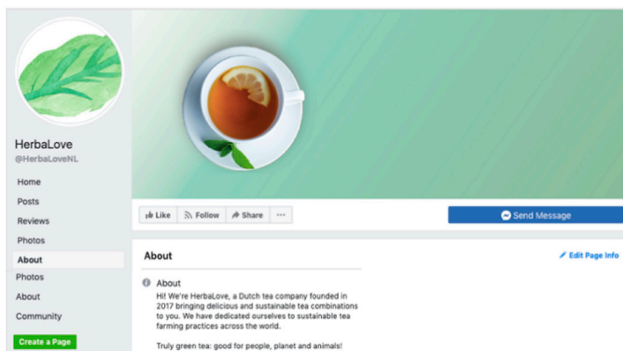 HerbaLove
@HerbaLoveNL
Home
Posts
Reviews
Photos
About
Photos
About
Community
Create a Page
Like
Follow
Share
Send Message
About
Edit Page Info
About
Hi! We're HerbaLove, a Dutch tea company founded in
2017 bringing delicious and sustainable tea combinations
to you. We have dedicated ourselves to sustainable tea
farming practices across the world.
Truly green tea: good for people, planet and animals!